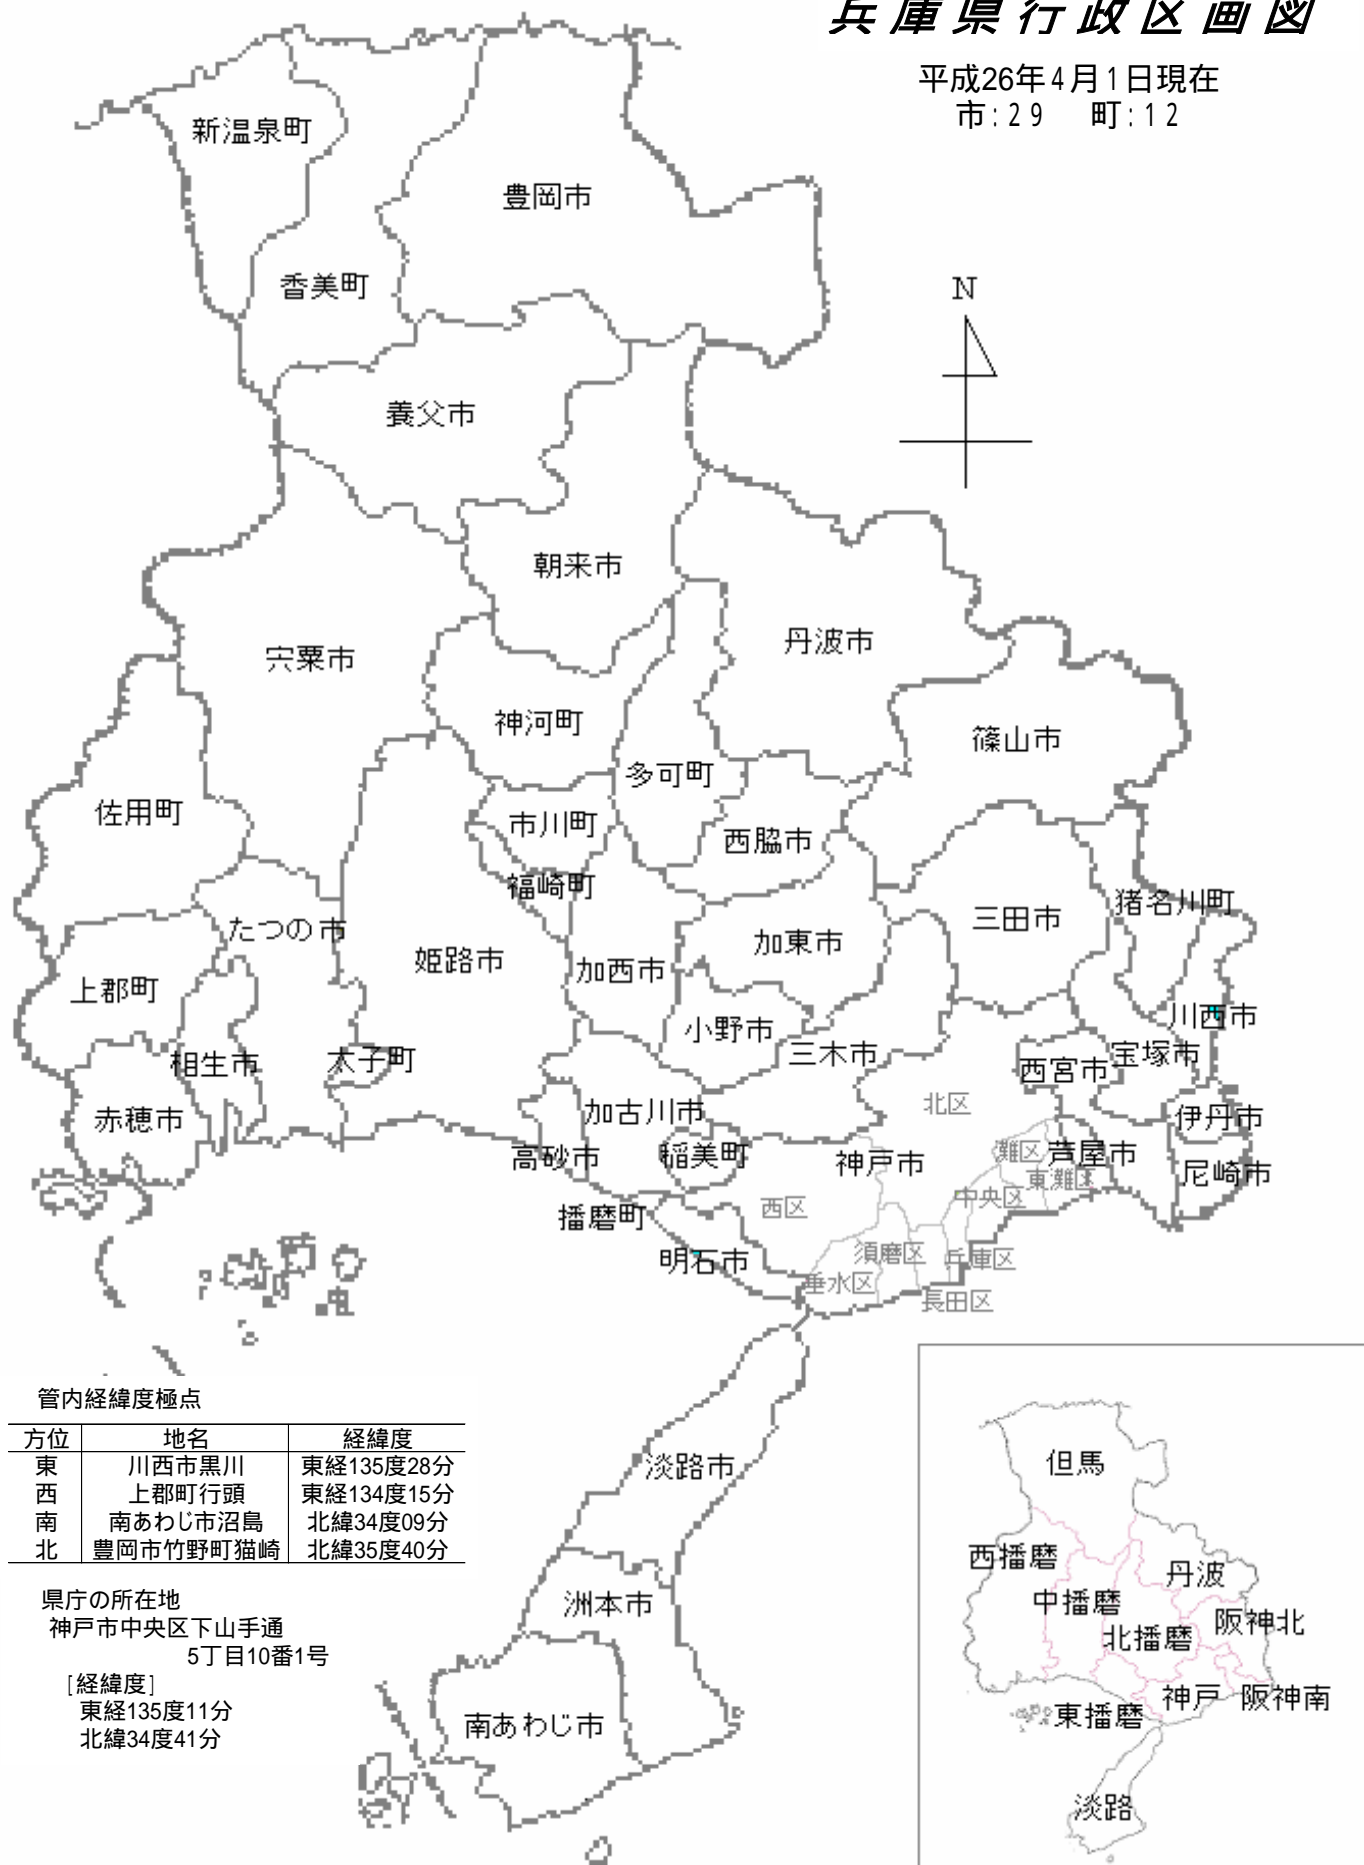 兵庫県行政区画図
平成26年4月1日現在
市:29 町:12
新温泉町
豊岡市
香美町
N
養父市
朝来市
丹波市
宍粟市
神河町
篠山市
多可町
佐用町
市川町
西脇市
福崎町
猪名川町
三田市
たつの市
加東市
姫路市
加西市
上郡町
川西市
小野市
三木市
宝塚市
相生市
太子町
西宮市
北区
加古川市
赤穂市
伊丹市
高砂市
稲美町
神戸市
灘区
芦屋市
尼崎市
東灘区
中央区
西区
播磨町
明石市
須磨区
兵庫区
垂水区
長田区
管内経緯度極点
方位 地名 経緯度
東 川西市黒川 東経135度28分
西 上郡町行頭 東経134度15分
南 南あわじ市沼島 北緯34度09分
北 豊岡市竹野町猫崎 北緯35度40分
県庁の所在地
神戸市中央区下山手通
5丁目10番1号
[経緯度]
東経135度11分
北緯34度41分
淡路市
洲本市
南あわじ市
但馬
西播磨
丹波
中播磨
阪神北
北播磨
神戸
阪神南
東播磨
淡路